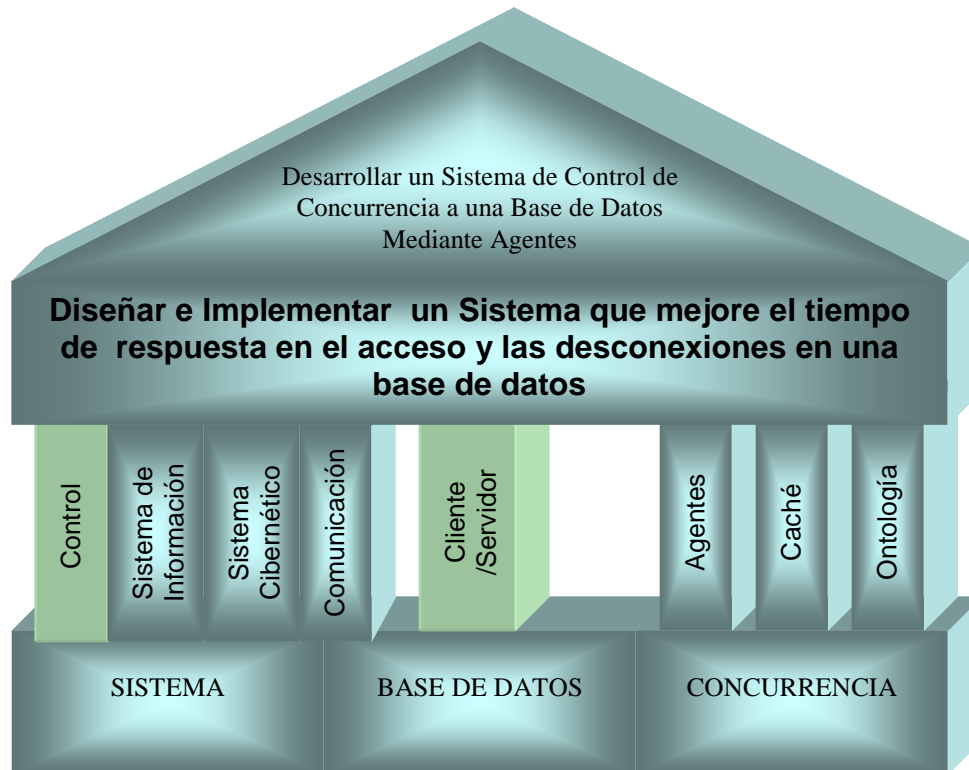 Desarrollar un Sistema de Control de
Concurrencia a una Base de Datos
Mediante Agentes
Diseñar e Implementar un Sistema que mejore el tiempo
de respuesta en el acceso y las desconexiones en una
base de datos
Control
Sistema de
Información
Sistema
Cibernético
Comunicación
Cliente
/Servidor
Agentes
Caché
Ontología
SISTEMA
BASE DE DATOS
CONCURRENCIA